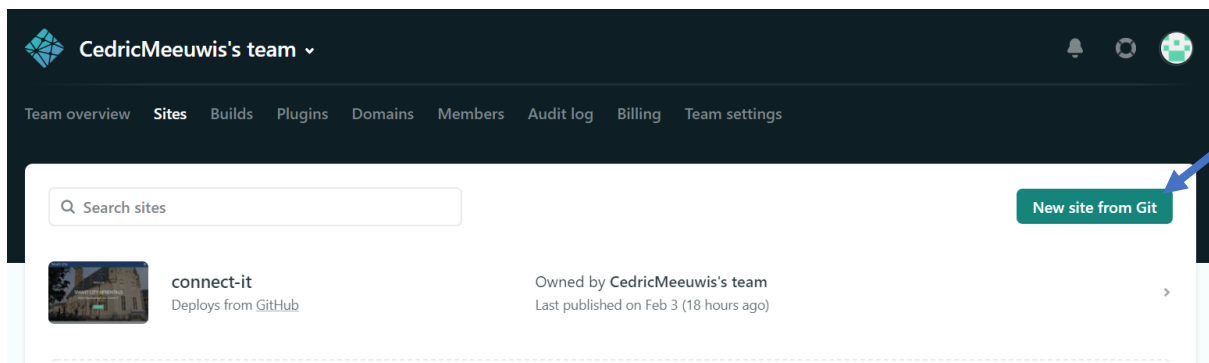 CedricMeeuwis's team
Team overview Sites Builds Plugins Domains Members Audit log Billing Team settings
Search sites
New site from Git
connect-it
Deploys from GitHub
Owned by CedricMeeuwis's team
Last published on Feb 3 (18 hours ago)